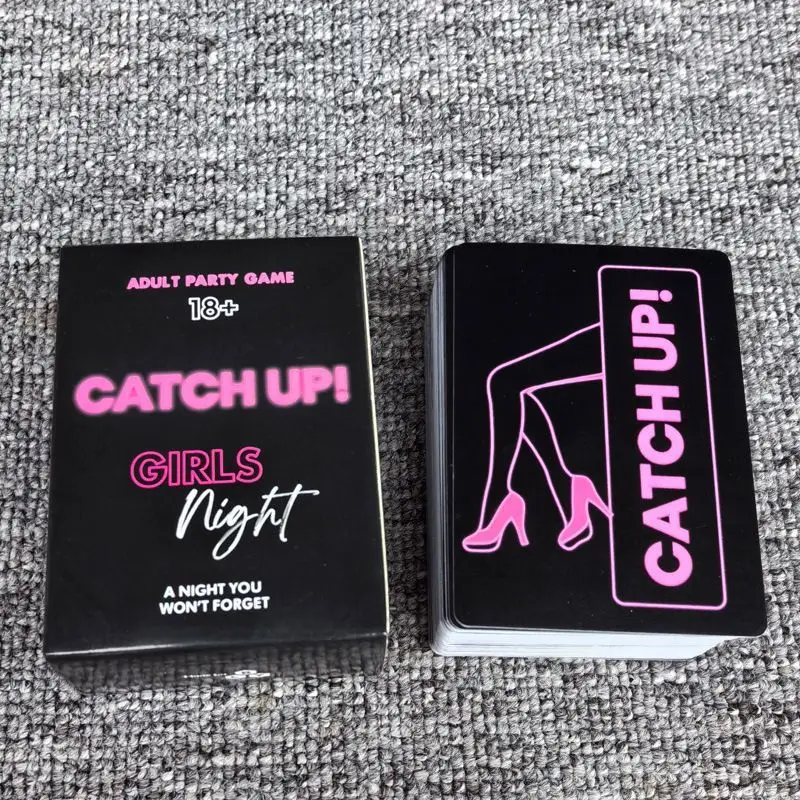 ADULT PARTY GAME
18+
CATCH UP!
GIRLS
Night
A NIGHT YOU
WON'T FORGET
CATCH UP!